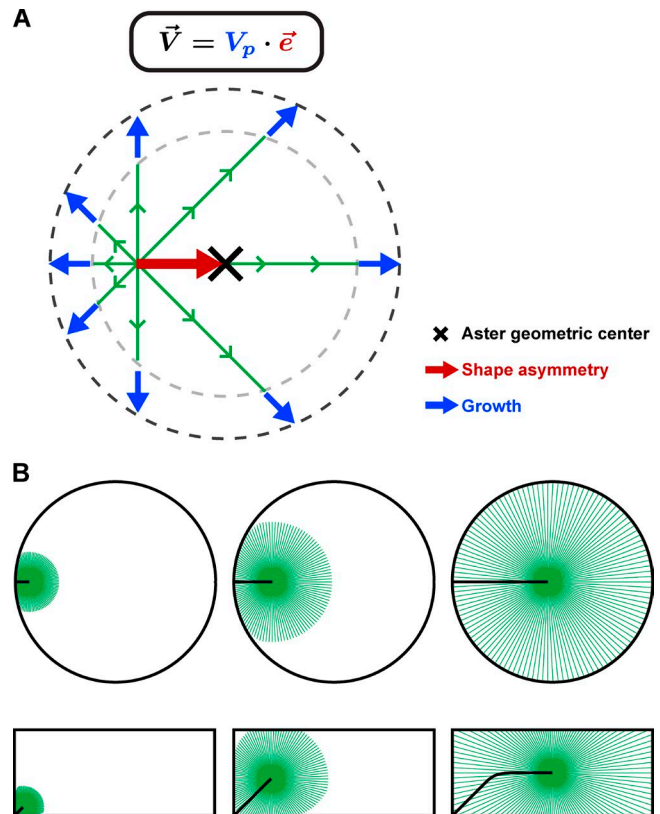 A
V⃗ = Vₚ · e⃗
Aster geometric center
Shape asymmetry
Growth
B